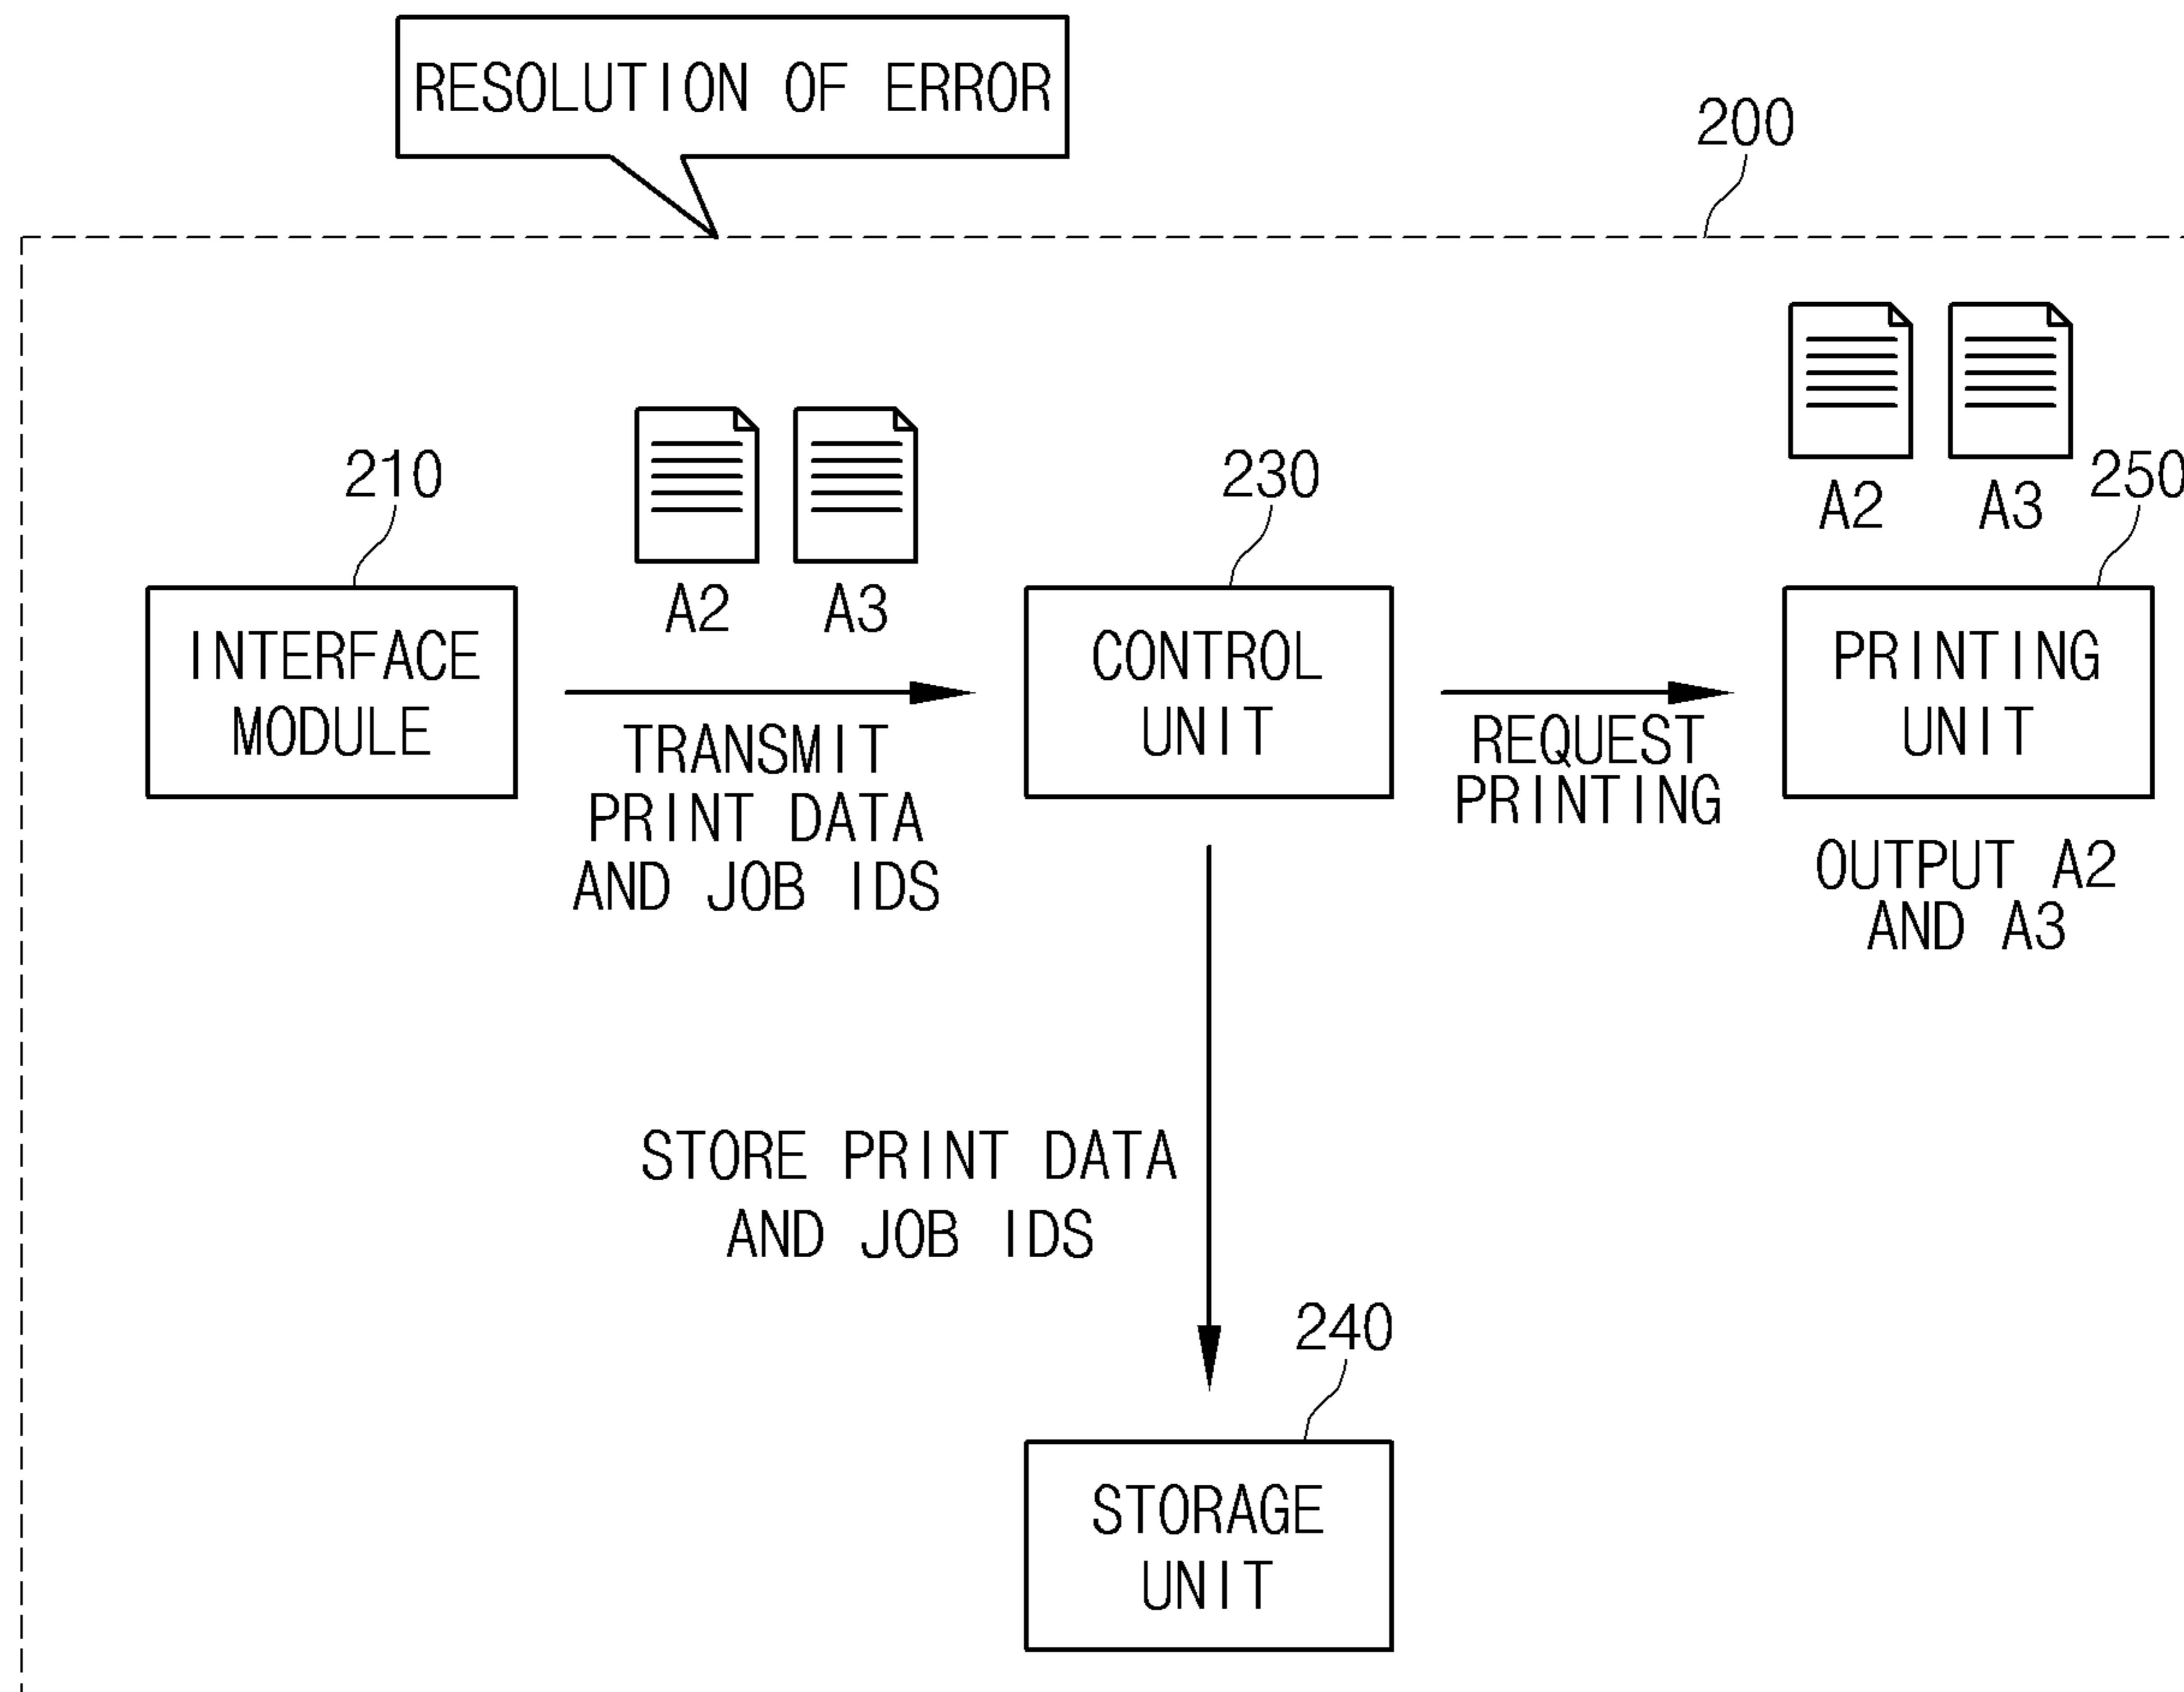 RESOLUTION OF ERROR
200
210
A2 A3
230
A2 A3
250
INTERFACE
MODULE
TRANSMIT
PRINT DATA
AND JOB IDS
CONTROL
UNIT
REQUEST
PRINTING
PRINTING
UNIT
OUTPUT A2
AND A3
STORE PRINT DATA
AND JOB IDS
240
STORAGE
UNIT